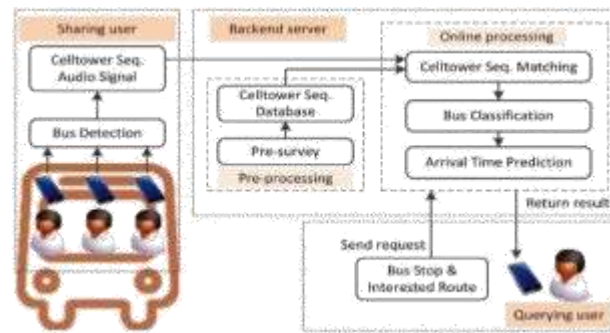 Sharing user
Celltower Seq.
Audio Signal
Bus Detection
Backend server
Celltower Seq.
Database
Pre-survey
Pre-processing
Online processing
Celltower Seq. Matching
Bus Classification
Arrival Time Prediction
Send request
Return result
Bus Stop &
Interested Route
Querying user